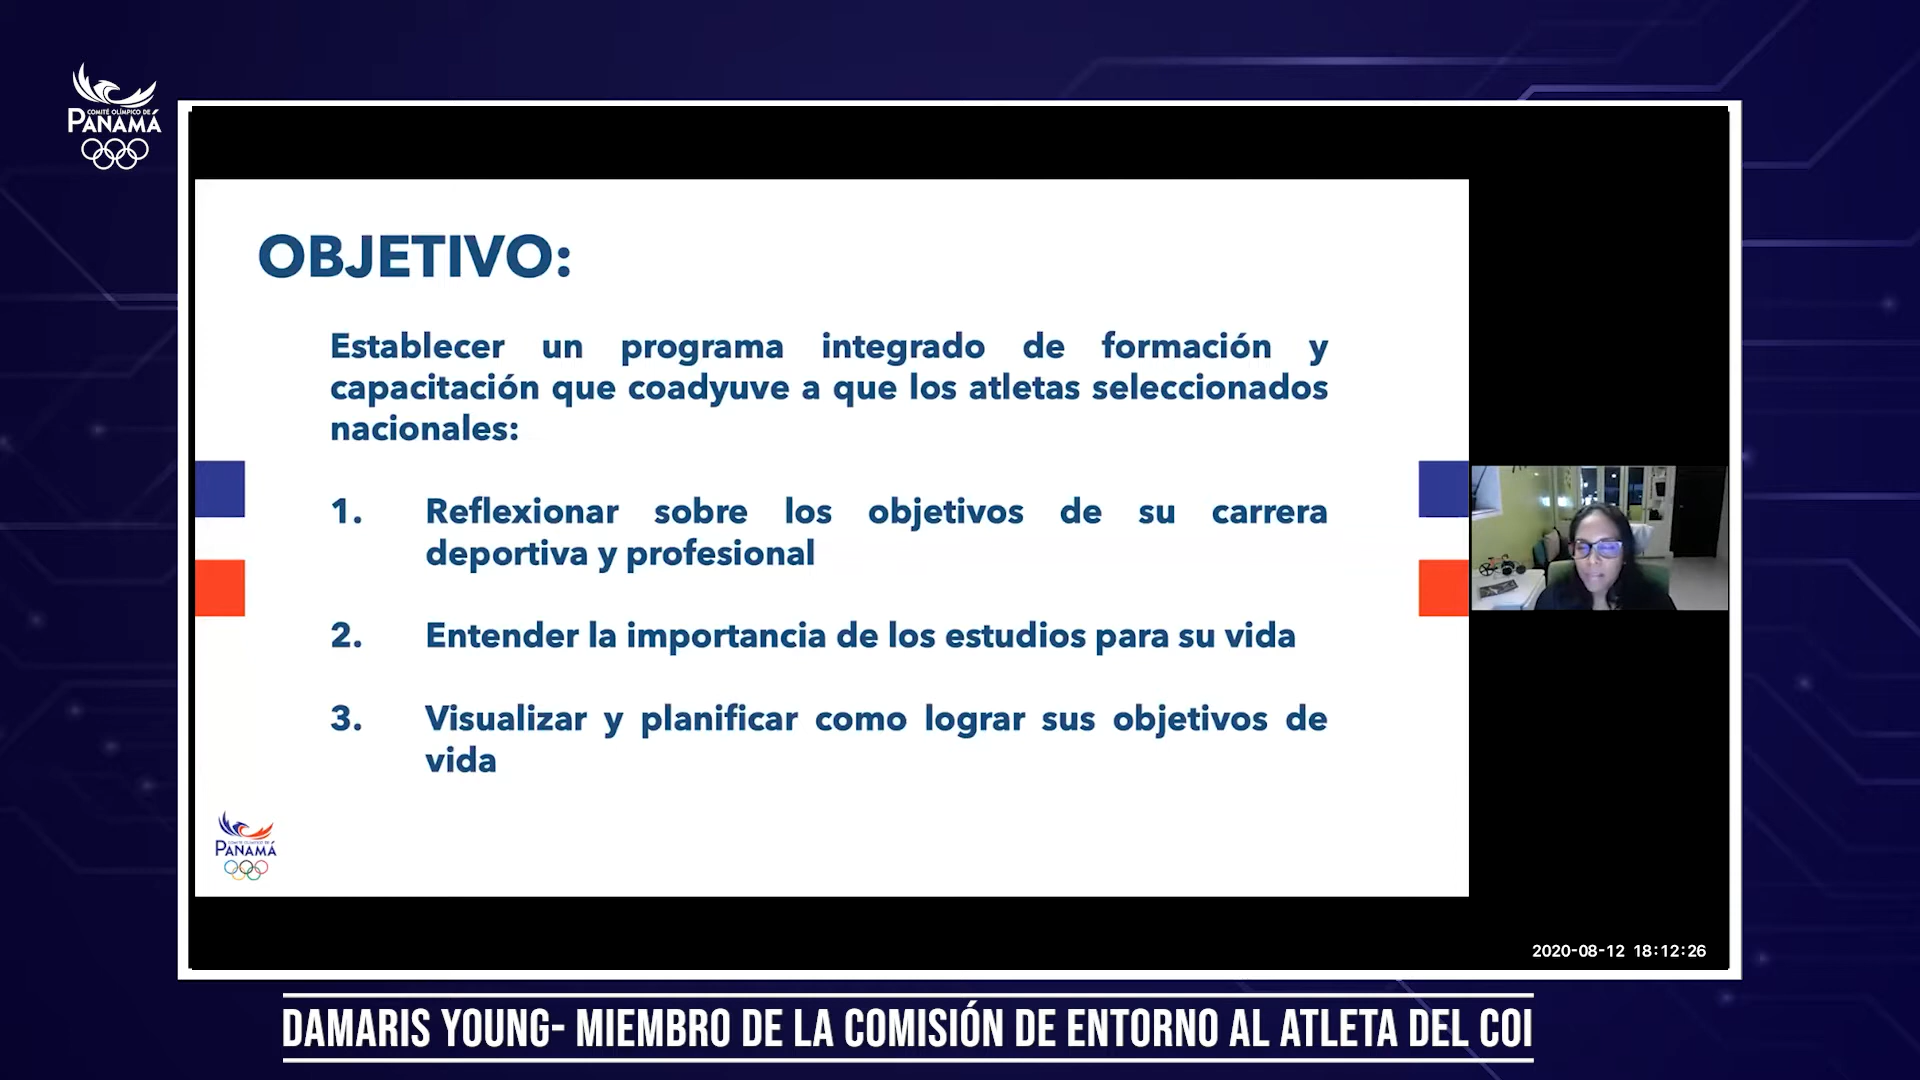 COMITÉ OLÍMPICO DE
PANAMÁ
OBJETIVO:
Establecer un programa integrado de formación y
capacitación que coadyuve a que los atletas seleccionados
nacionales:
1. Reflexionar sobre los objetivos de su carrera
deportiva y profesional
2. Entender la importancia de los estudios para su vida
3. Visualizar y planificar como lograr sus objetivos de
vida
COMITÉ OLÍMPICO DE
PANAMÁ
2020-08-12 18:12:26
DAMARIS YOUNG- MIEMBRO DE LA COMISIÓN DE ENTORNO AL ATLETA DEL COI